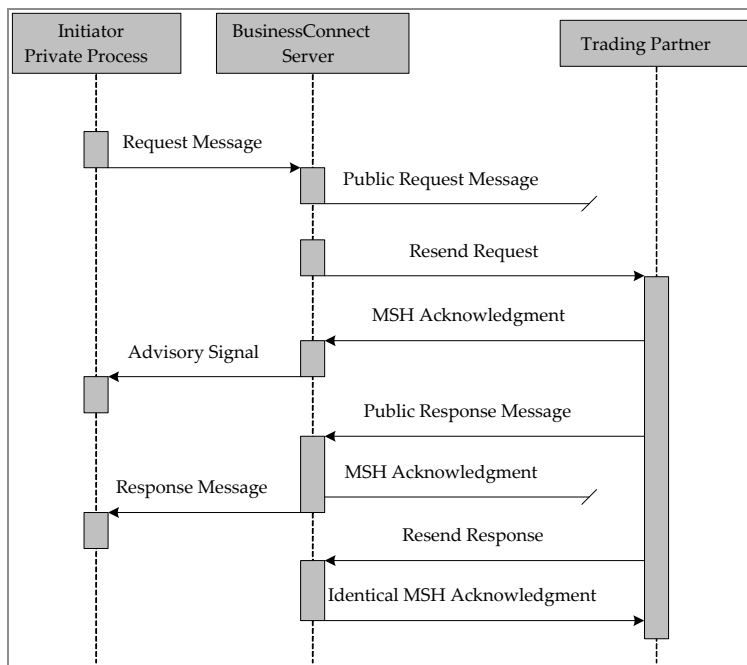 Initiator
Private Process
BusinessConnect
Server
Trading Partner
Request Message
Public Request Message
Resend Request
MSH Acknowledgment
Advisory Signal
Public Response Message
MSH Acknowledgment
Response Message
Resend Response
Identical MSH Acknowledgment